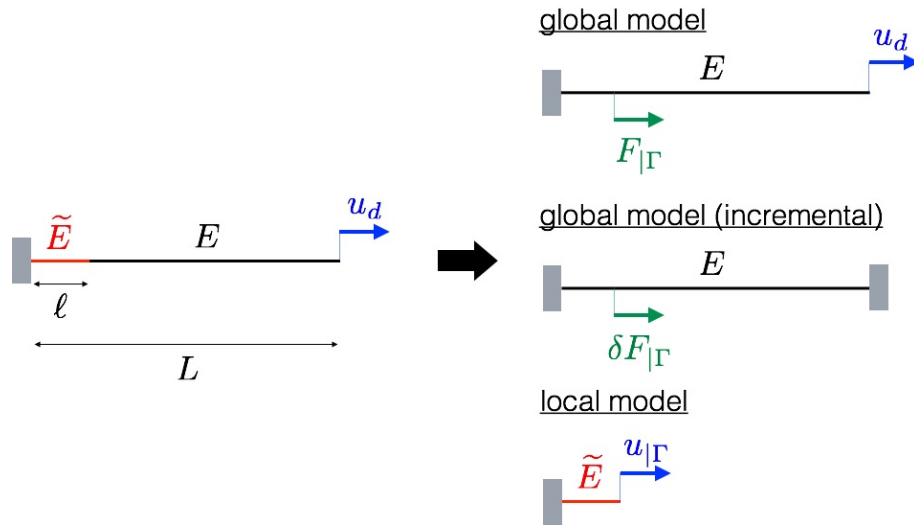 global model
u_d
E
F_{|Γ}
u_d
Ẽ E
ℓ
L
global model (incremental)
E
δF_{|Γ}
local model
u_{|Γ}
Ẽ